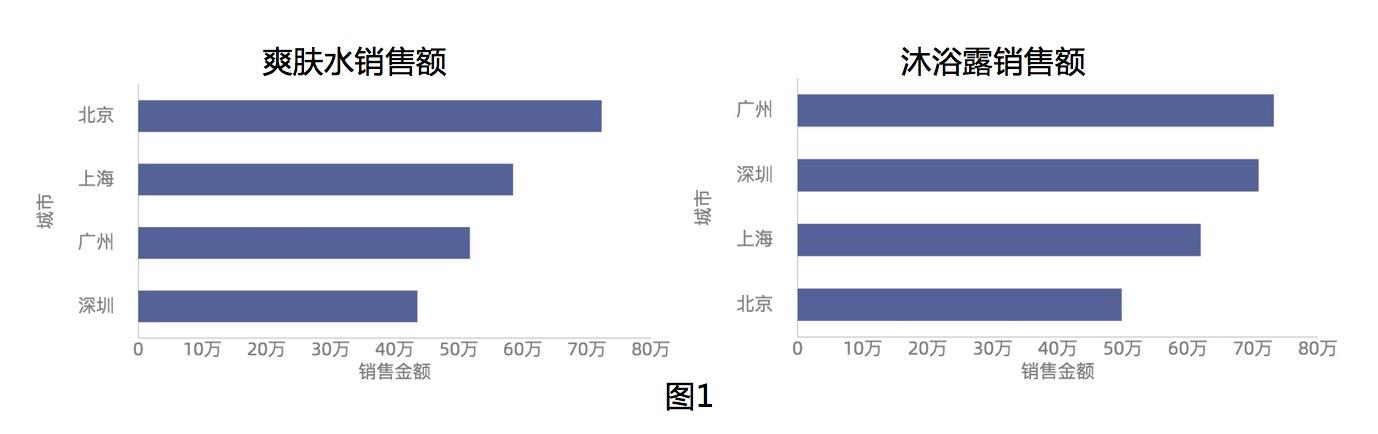 爽肤水销售额
北京
上海
广州
深圳
城市
0 10万 20万 30万 40万 50万 60万 70万 80万
销售金额
沐浴露销售额
广州
深圳
上海
北京
城市
0 10万 20万 30万 40万 50万 60万 70万 80万
销售金额
图1